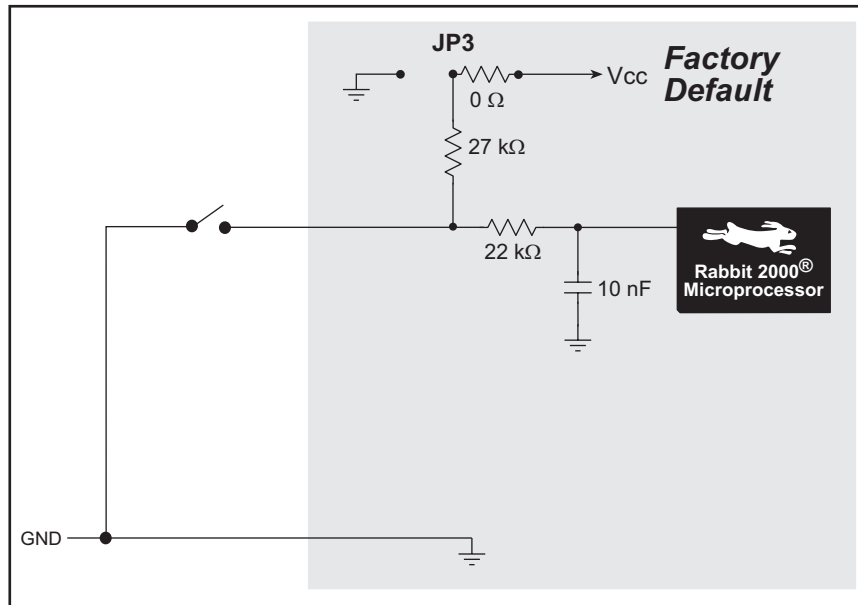 JP3
Vcc
Factory
Default
0 Ω
27 kΩ
22 kΩ
10 nF
Rabbit 2000®
Microprocessor
GND